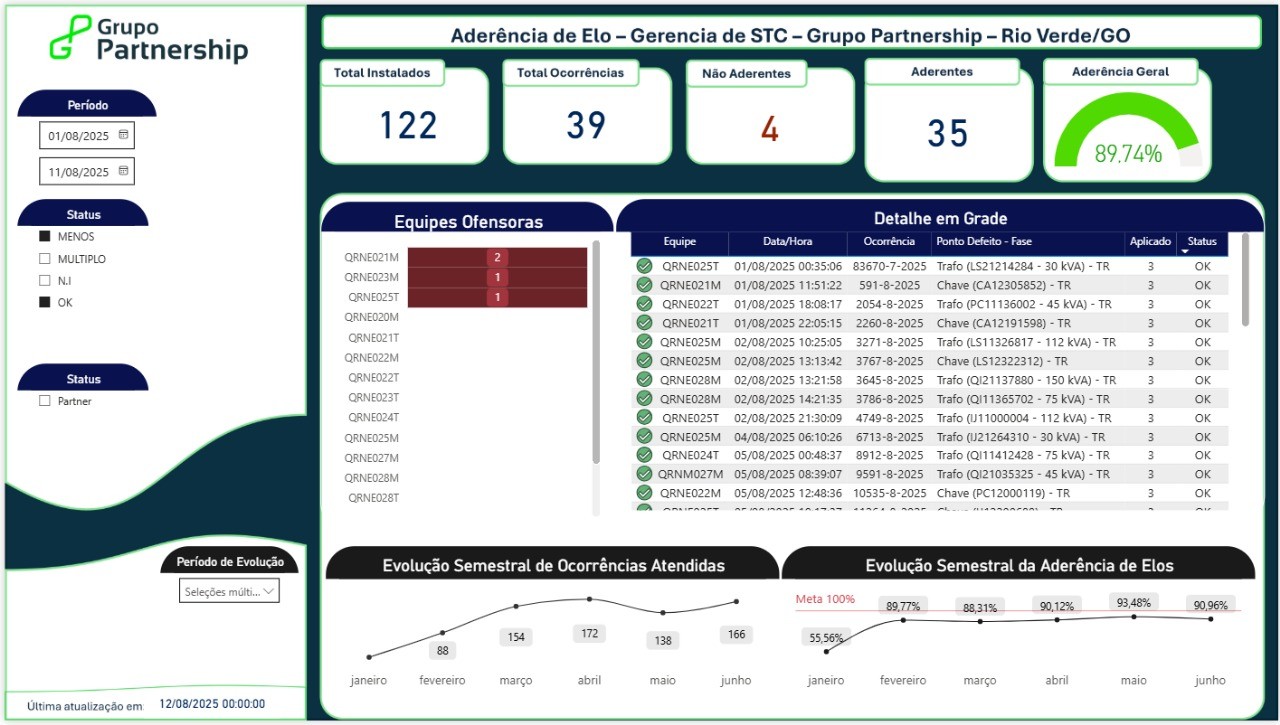 Grupo
Partnership
Aderência de Elo – Gerencia de STC – Grupo Partnership – Rio Verde/GO
Total Instalados
122
Total Ocorrências
39
Não Aderentes
4
Aderentes
35
Aderência Geral
89,74%
Período
01/08/2025
11/08/2025
Status
MENOS
MULTIPLO
N.I
OK
Status
Partner
Equipes Ofensoras
QRNE021M 2
QRNE023M 1
QRNE025T 1
QRNE020M
QRNE021T
QRNE022M
QRNE022T
QRNE023T
QRNE024T
QRNE025M
QRNE027M
QRNE028M
QRNE028T
Detalhe em Grade
Equipe Data/Hora Ocorrência Ponto Defeito - Fase Aplicado Status
QRNE025T 01/08/2025 00:35:06 83670-7-2025 Trafo (LS21214284 - 30 kVA) - TR 3 OK
QRNE021M 01/08/2025 11:51:22 591-8-2025 Chave (CA12305852) - TR 3 OK
QRNE022T 01/08/2025 18:08:17 2054-8-2025 Trafo (PC11136002 - 45 kVA) - TR 3 OK
QRNE021T 01/08/2025 22:05:15 2260-8-2025 Chave (CA12191598) - TR 3 OK
QRNE025M 02/08/2025 10:25:05 3271-8-2025 Trafo (LS11326817 - 112 kVA) - TR 3 OK
QRNE025M 02/08/2025 13:13:42 3767-8-2025 Chave (LS12322312) - TR 3 OK
QRNE028M 02/08/2025 13:21:58 3645-8-2025 Trafo (QI21137880 - 150 kVA) - TR 3 OK
QRNE028M 02/08/2025 14:21:35 3786-8-2025 Trafo (QI11365702 - 75 kVA) - TR 3 OK
QRNE025T 02/08/2025 21:30:09 4749-8-2025 Trafo (IJ11000004 - 112 kVA) - TR 3 OK
QRNE025M 04/08/2025 06:10:26 6713-8-2025 Trafo (IJ21264310 - 30 kVA) - TR 3 OK
QRNE024T 05/08/2025 00:48:37 8912-8-2025 Trafo (QI11412428 - 75 kVA) - TR 3 OK
QRNM027M 05/08/2025 08:39:07 9591-8-2025 Trafo (QI21035325 - 45 kVA) - TR 3 OK
QRNE022M 05/08/2025 12:48:36 10535-8-2025 Chave (PC12000119) - TR 3 OK
Período de Evolução
Seleções múlti...
Última atualização em:
12/08/2025 00:00:00
Evolução Semestral de Ocorrências Atendidas
88 154 172 138 166
janeiro fevereiro março abril maio junho
Evolução Semestral da Aderência de Elos
Meta 100%
55,56% 89,77% 88,31% 90,12% 93,48% 90,96%
janeiro fevereiro março abril maio junho